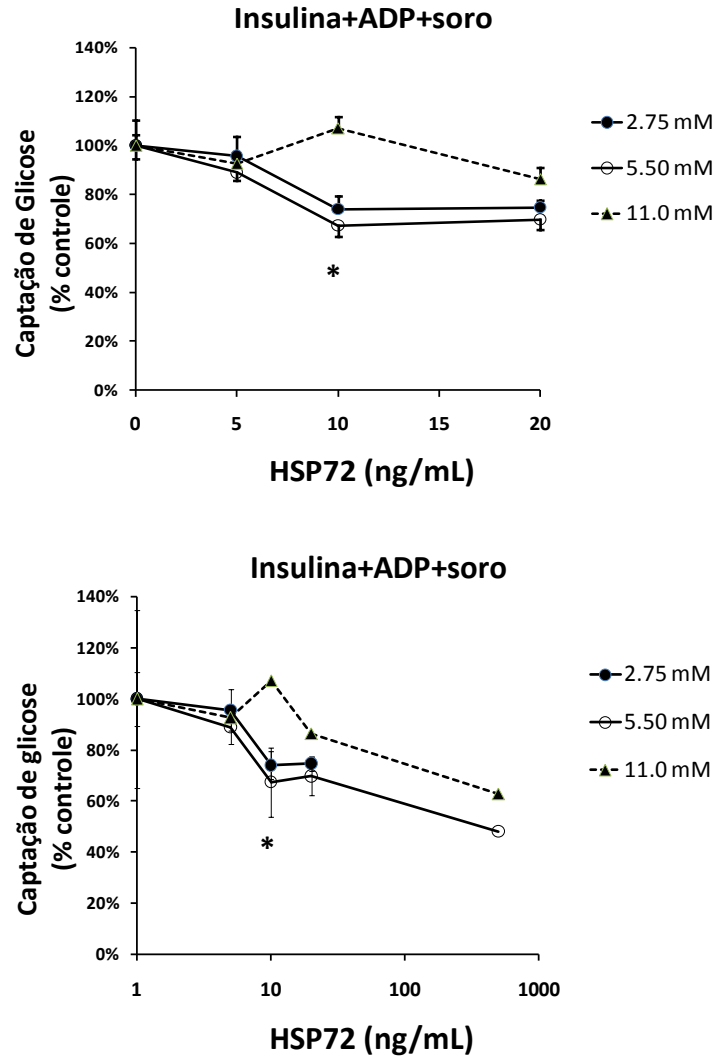 Insulina+ADP+soro
140%
120%
100%
80%
60%
40%
20%
0%
Captação de Glicose
(% controle)
*
0 5 10 15 20
HSP72 (ng/mL)
2.75 mM
5.50 mM
11.0 mM
Insulina+ADP+soro
140%
120%
100%
80%
60%
40%
20%
0%
Captação de glicose
(% controle)
*
1 10 100 1000
HSP72 (ng/mL)
2.75 mM
5.50 mM
11.0 mM